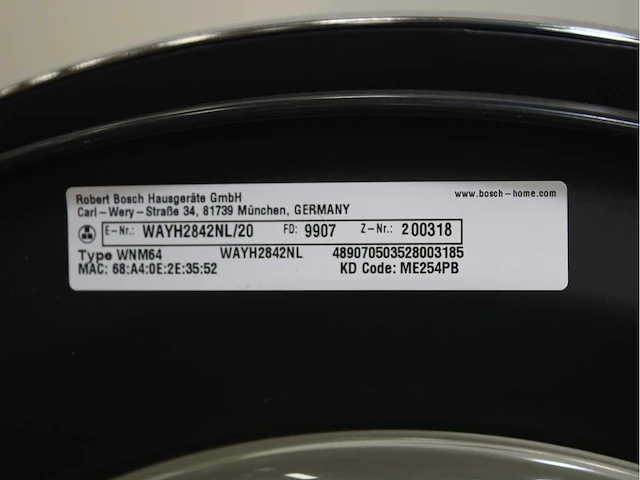 Robert Bosch Hausgeräte GmbH www.bosch-home.com
Carl-Wery-Straße 34, 81739 München, GERMANY
E-Nr.: WAYH2842NL/20 FD: 9907 Z-Nr.: 200318
Type WNM64 WAYH2842NL 489070503528003185
MAC: 68:A4:0E:2E:35:52 KD Code: ME254PB